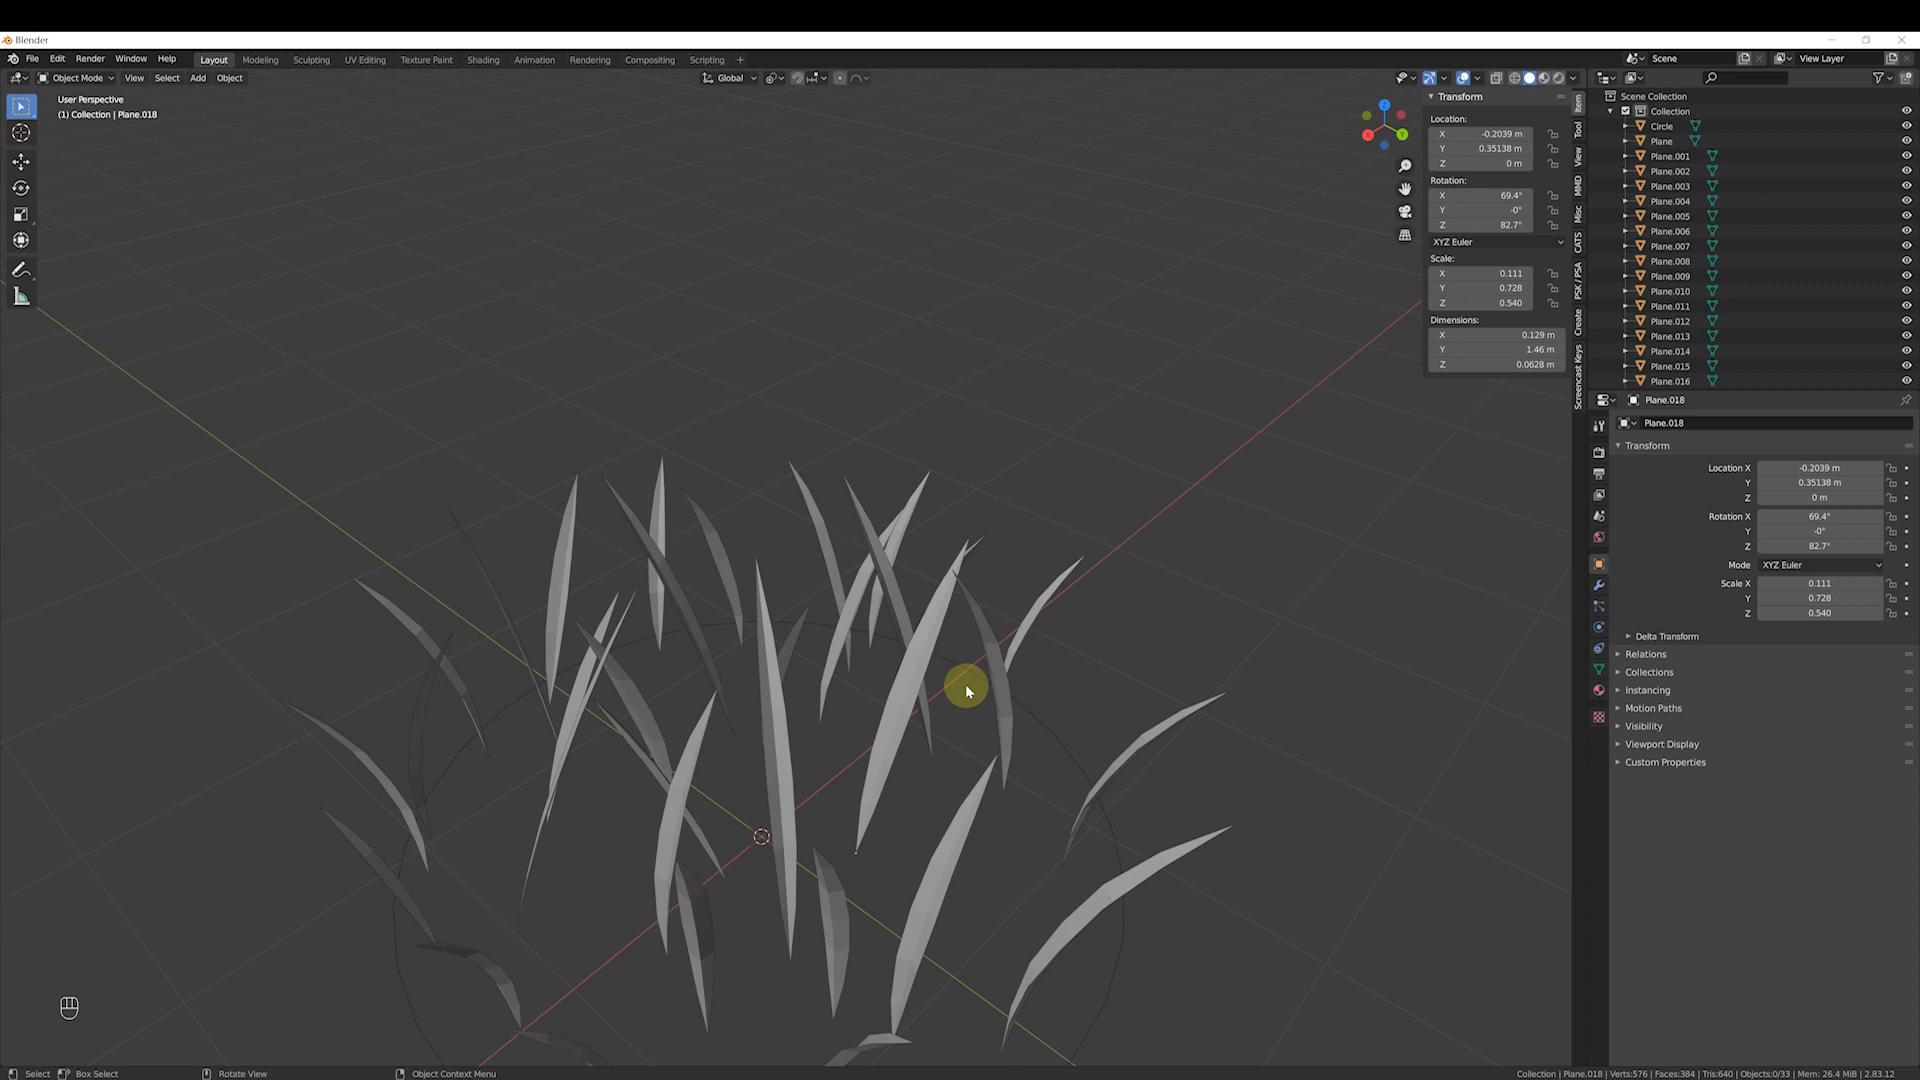 Blender
File Edit Render Window Help Layout Modeling Sculpting UV Editing Texture Paint Shading Animation Rendering Compositing Scripting + Scene View Layer
Object Mode View Select Add Object Global
User Perspective
(1) Collection | Plane.018
Transform
Location:
X -0.2039 m
Y 0.35138 m
Z 0 m
Rotation:
X 69.4°
Y -0°
Z 82.7°
XYZ Euler
Scale:
X 0.111
Y 0.728
Z 0.540
Dimensions:
X 0.129 m
Y 1.46 m
Z 0.0628 m
Item
Tool
View
MMD
Misc
CATS
PSK / PSA
Create
Screencast Keys
Z
X
Y
Scene Collection
Collection
Circle
Plane
Plane.001
Plane.002
Plane.003
Plane.004
Plane.005
Plane.006
Plane.007
Plane.008
Plane.009
Plane.010
Plane.011
Plane.012
Plane.013
Plane.014
Plane.015
Plane.016
Plane.018
Plane.018
Transform
Location X -0.2039 m
Y 0.35138 m
Z 0 m
Rotation X 69.4°
Y -0°
Z 82.7°
Mode XYZ Euler
Scale X 0.111
Y 0.728
Z 0.540
Delta Transform
Relations
Collections
Instancing
Motion Paths
Visibility
Viewport Display
Custom Properties
Select Box Select Rotate View Object Context Menu Collection | Plane.018 | Verts:576 | Faces:384 | Tris:640 | Objects:0/33 | Mem: 26.4 MiB | 2.83.12